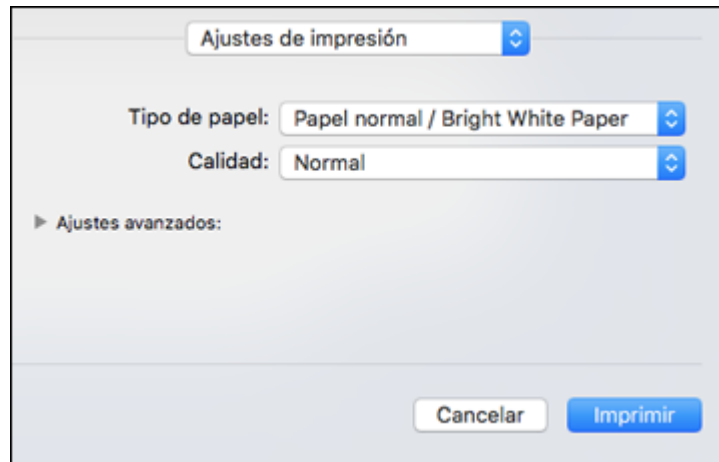 Ajustes de impresión
Tipo de papel: Papel normal / Bright White Paper
Calidad: Normal
Ajustes avanzados:
Cancelar Imprimir